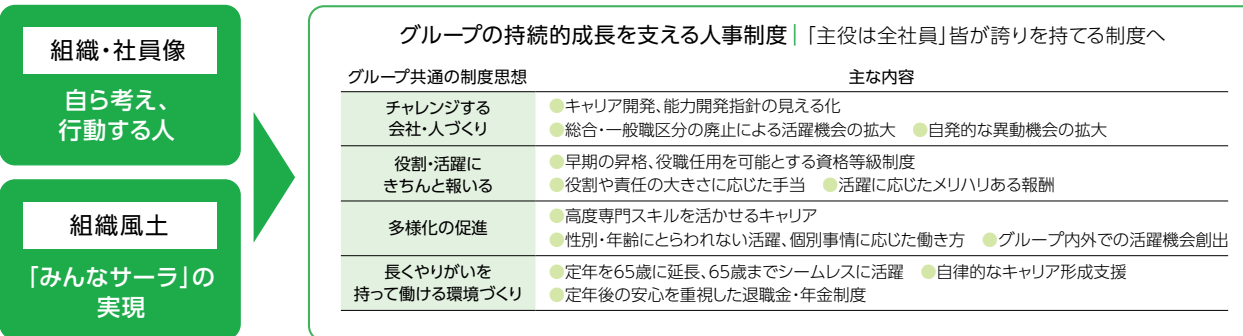 組織・社員像
自ら考え、
行動する人
組織風土
「みんなサーラ」の
実現
グループの持続的成長を支える人事制度｜「主役は全社員」皆が誇りを持てる制度へ
グループ共通の制度思想 主な内容
チャレンジする
会社・人づくり
●キャリア開発、能力開発指針の見える化
●総合・一般職区分の廃止による活躍機会の拡大 ●自発的な異動機会の拡大
役割・活躍に
きちんと報いる
●早期の昇格、役職任用を可能とする資格等級制度
●役割や責任の大きさに応じた手当 ●活躍に応じたメリハリある報酬
多様化の促進
●高度専門スキルを活かせるキャリア
●性別・年齢にとらわれない活躍、個別事情に応じた働き方 ●グループ内外での活躍機会創出
長くやりがいを
持って働ける環境づくり
●定年を65歳に延長、65歳までシームレスに活躍 ●自律的なキャリア形成支援
●定年後の安心を重視した退職金・年金制度